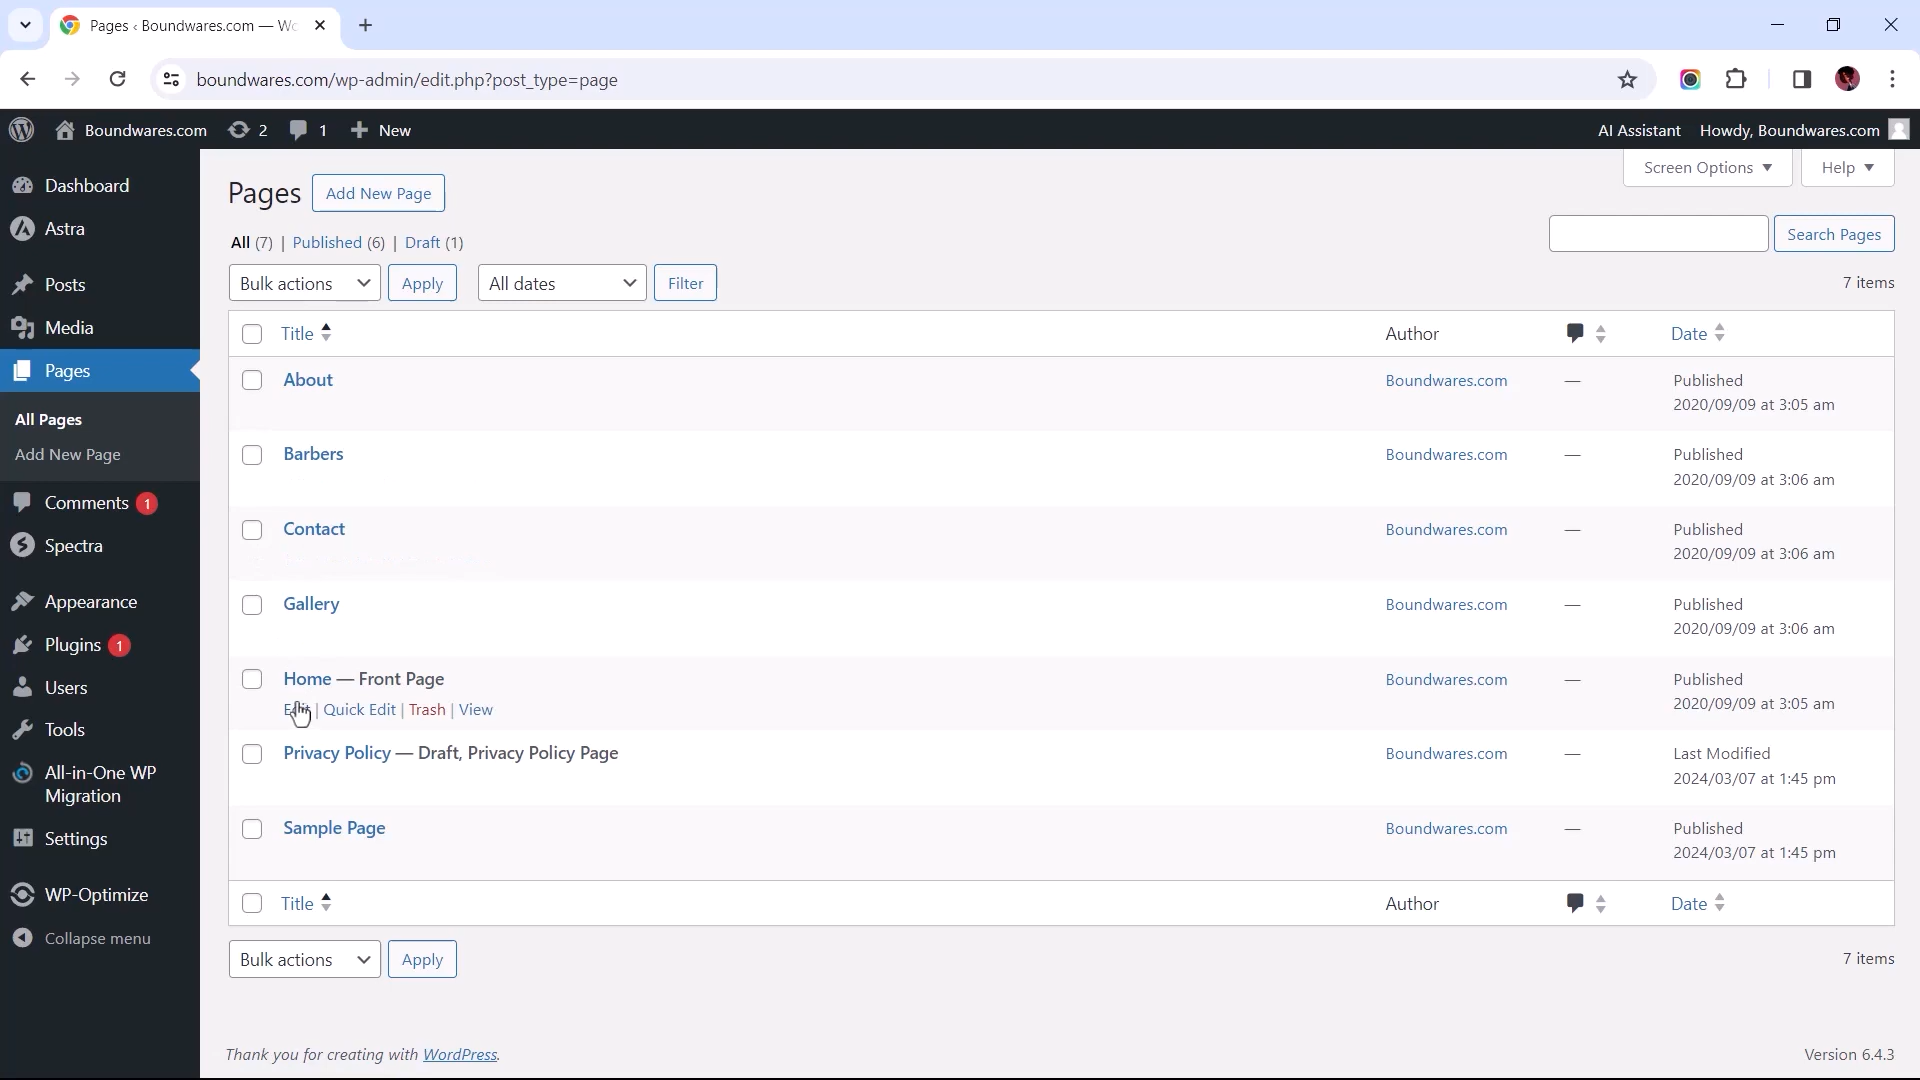 Pages ‹ Boundwares.com — Wo
boundwares.com/wp-admin/edit.php?post_type=page
Boundwares.com 2 1 New AI Assistant Howdy, Boundwares.com
Dashboard
Astra
Posts
Media
Pages
All Pages
Add New Page
Comments 1
Spectra
Appearance
Plugins 1
Users
Tools
All-in-One WP
Migration
Settings
WP-Optimize
Collapse menu
Screen Options Help
Pages Add New Page
All (7) | Published (6) | Draft (1)
Search Pages
Bulk actions Apply All dates Filter 7 items
Title Author Date
About Boundwares.com — Published
2020/09/09 at 3:05 am
Barbers Boundwares.com — Published
2020/09/09 at 3:06 am
Contact Boundwares.com — Published
2020/09/09 at 3:06 am
Gallery Boundwares.com — Published
2020/09/09 at 3:06 am
Home — Front Page Boundwares.com — Published
Edit | Quick Edit | Trash | View 2020/09/09 at 3:05 am
Privacy Policy — Draft, Privacy Policy Page Boundwares.com — Last Modified
2024/03/07 at 1:45 pm
Sample Page Boundwares.com — Published
2024/03/07 at 1:45 pm
Title Author Date
Bulk actions Apply 7 items
Thank you for creating with WordPress. Version 6.4.3